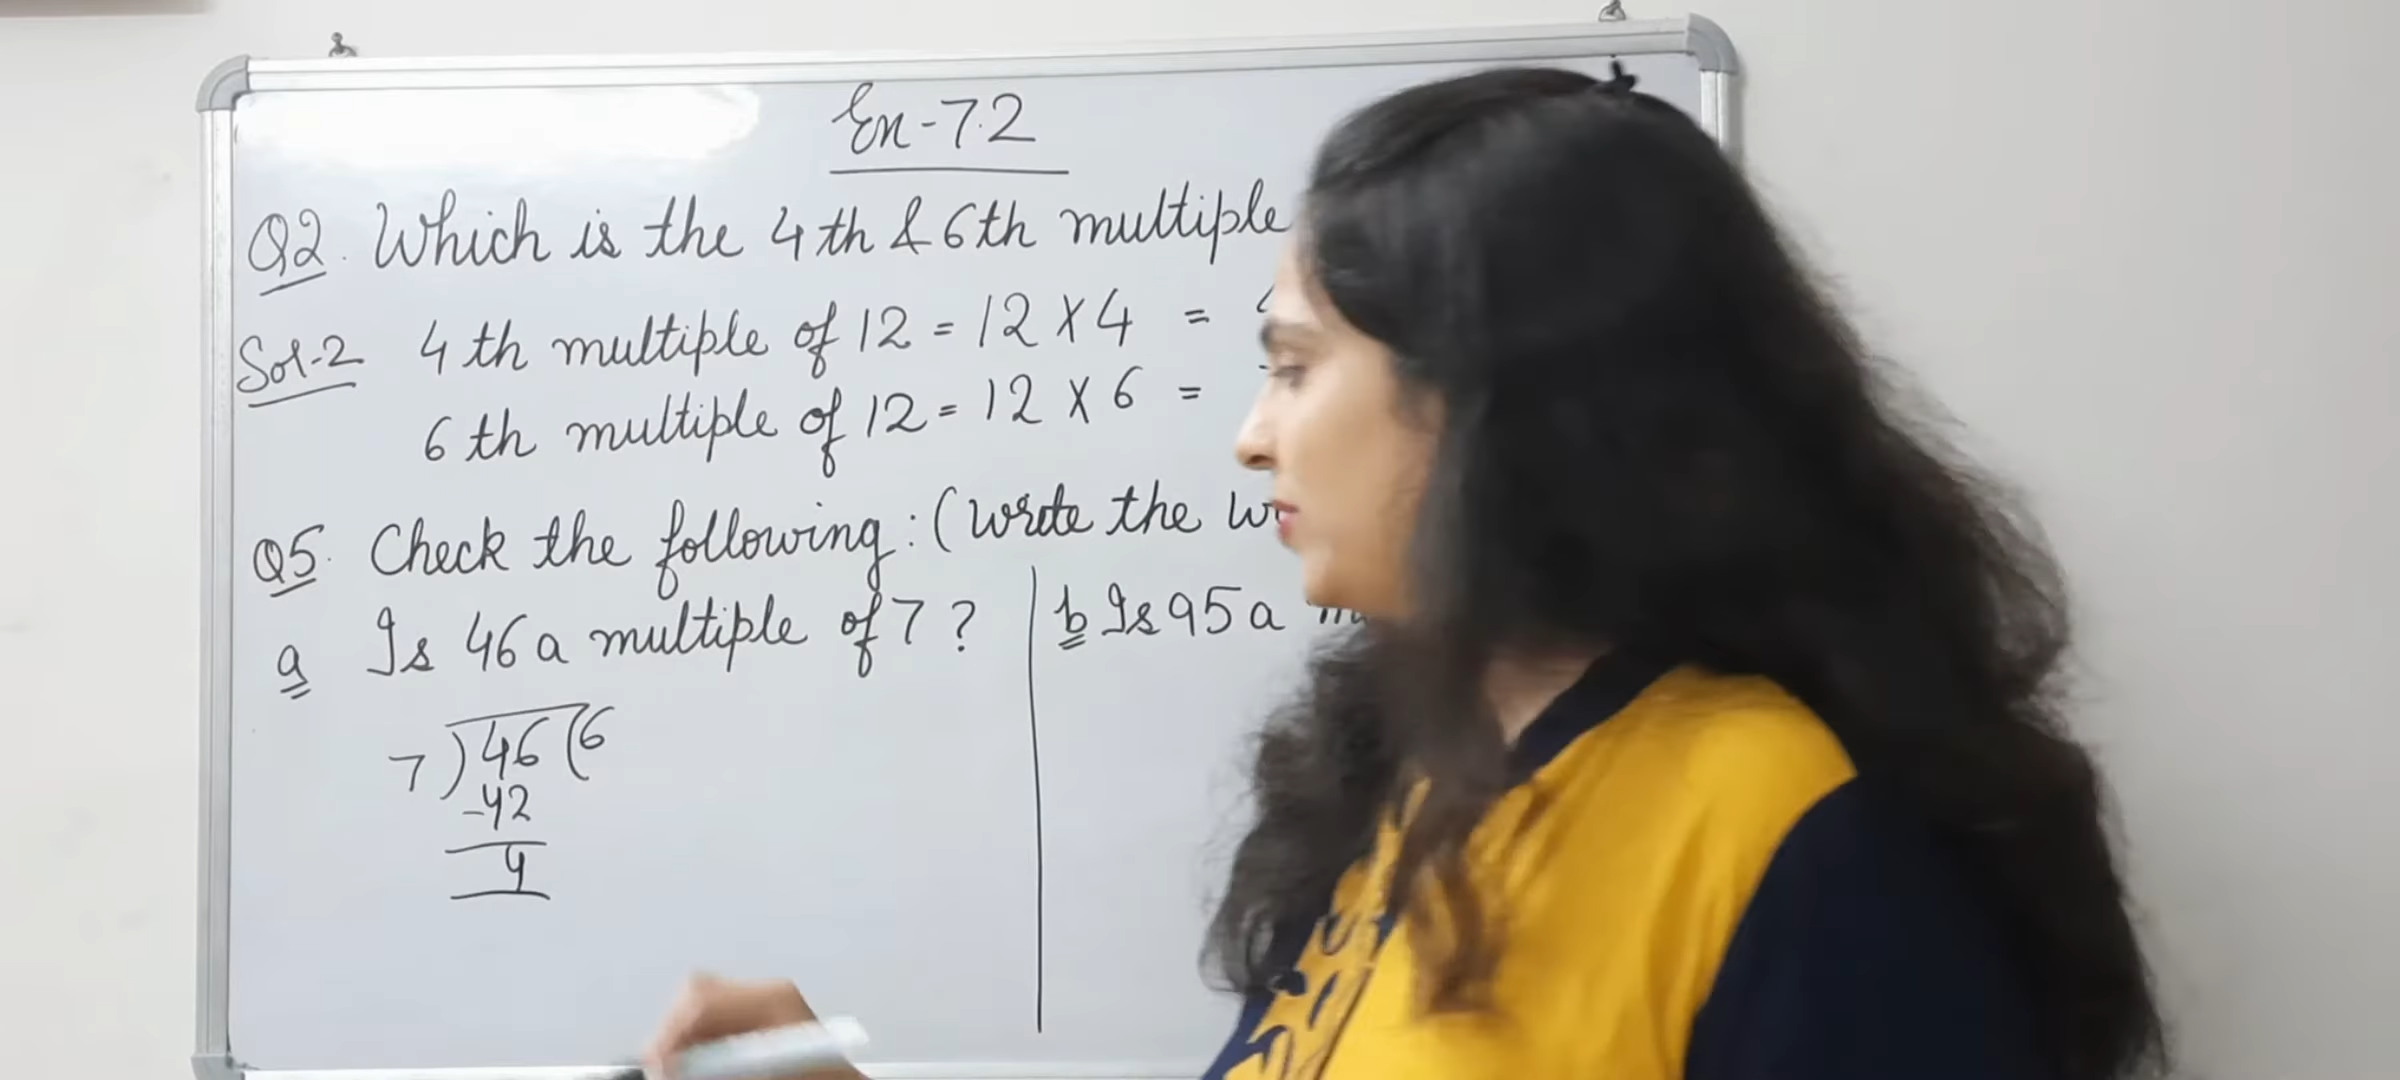 Ex-7.2
Q2. Which is the 4th & 6th multiple
Sol-2 4th multiple of 12 = 12 X 4 =
6th multiple of 12 = 12 X 6 =
Q5. Check the following: (Write the
a Is 46 a multiple of 7?
b Is 95 a
7)46(6
-42
4